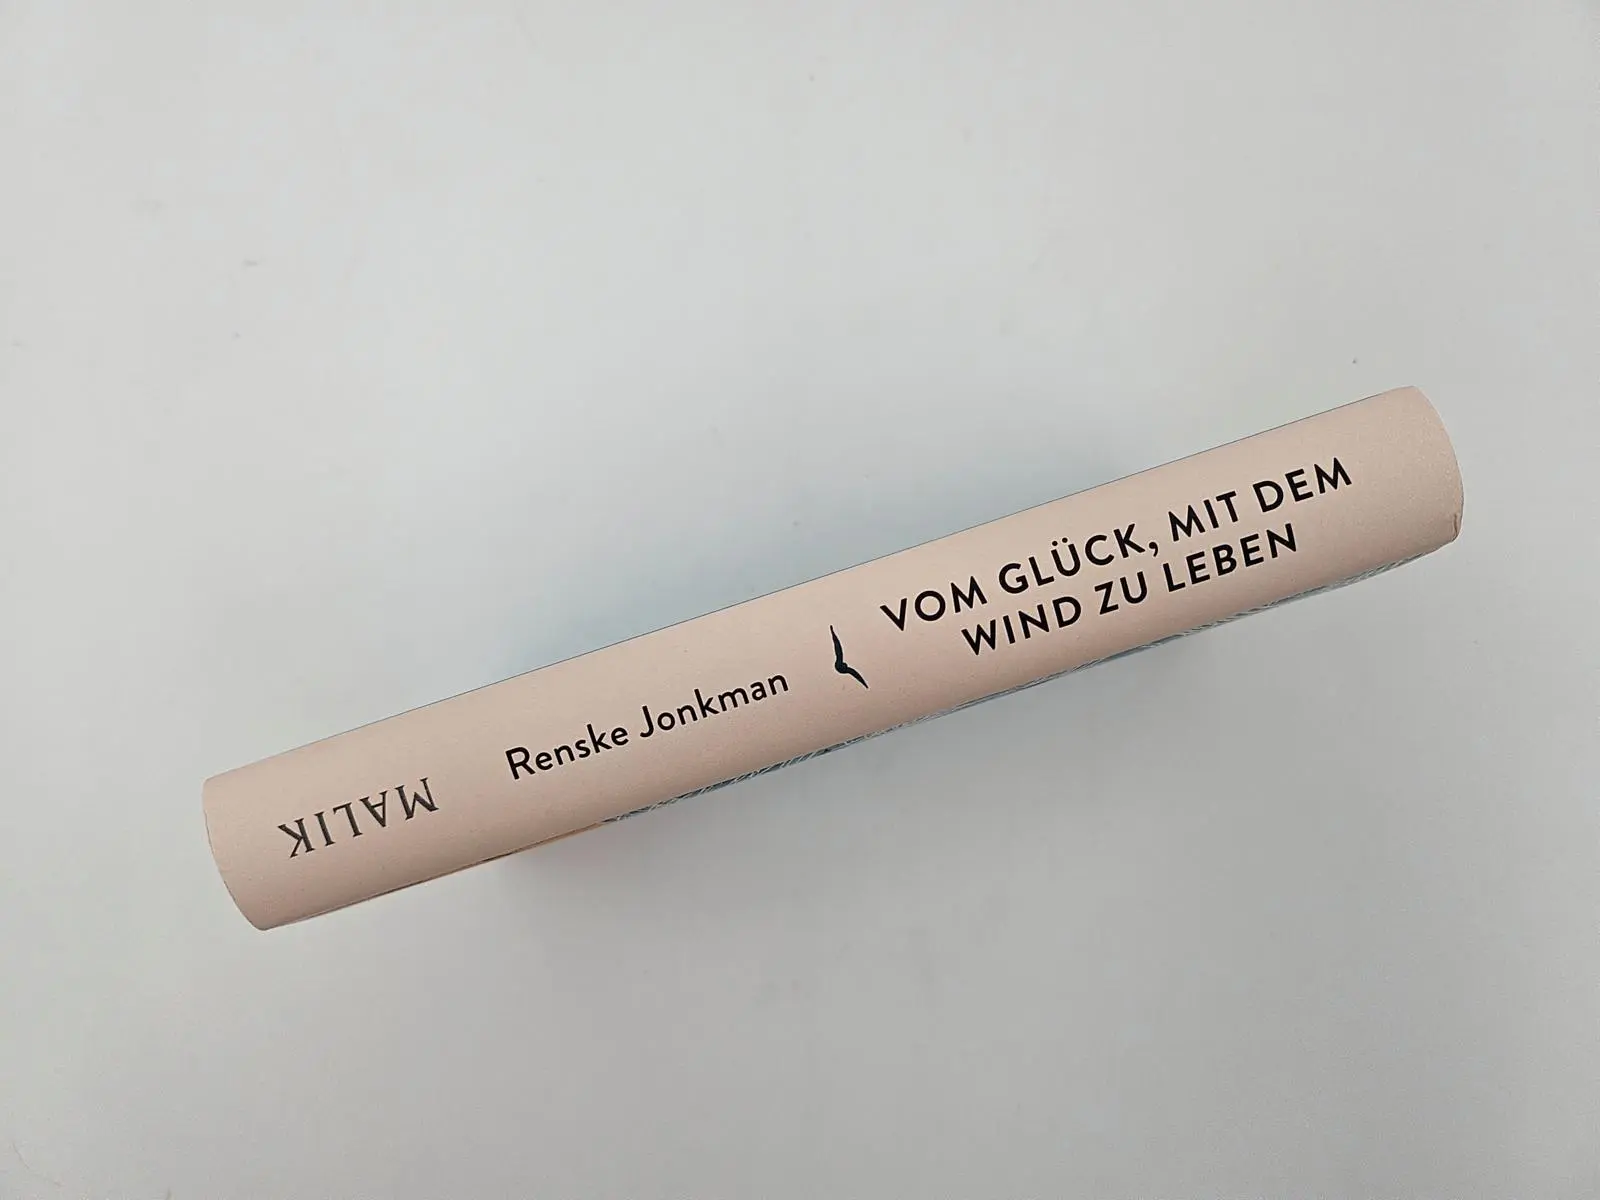 MALIK
Renske Jonkman
VOM GLÜCK, MIT DEM
WIND ZU LEBEN